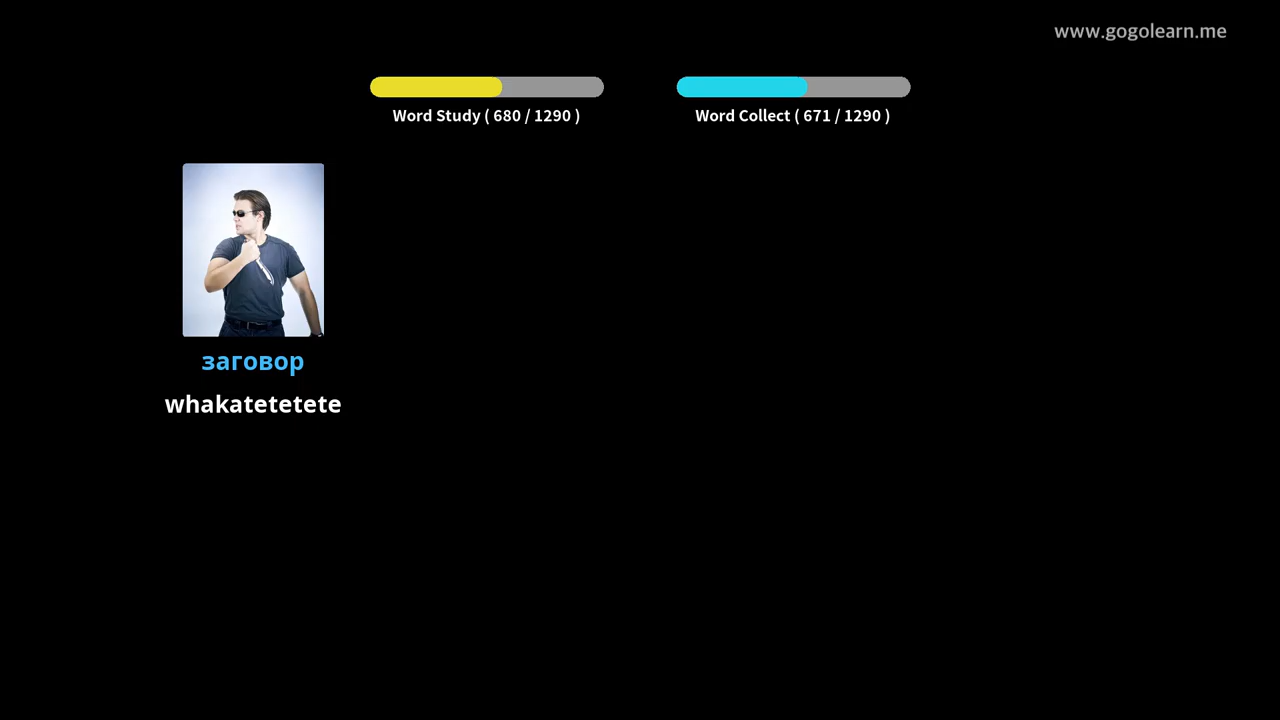 www.gogolearn.me
Word Study ( 680 / 1290 )
Word Collect ( 671 / 1290 )
заговор
whakatetetete